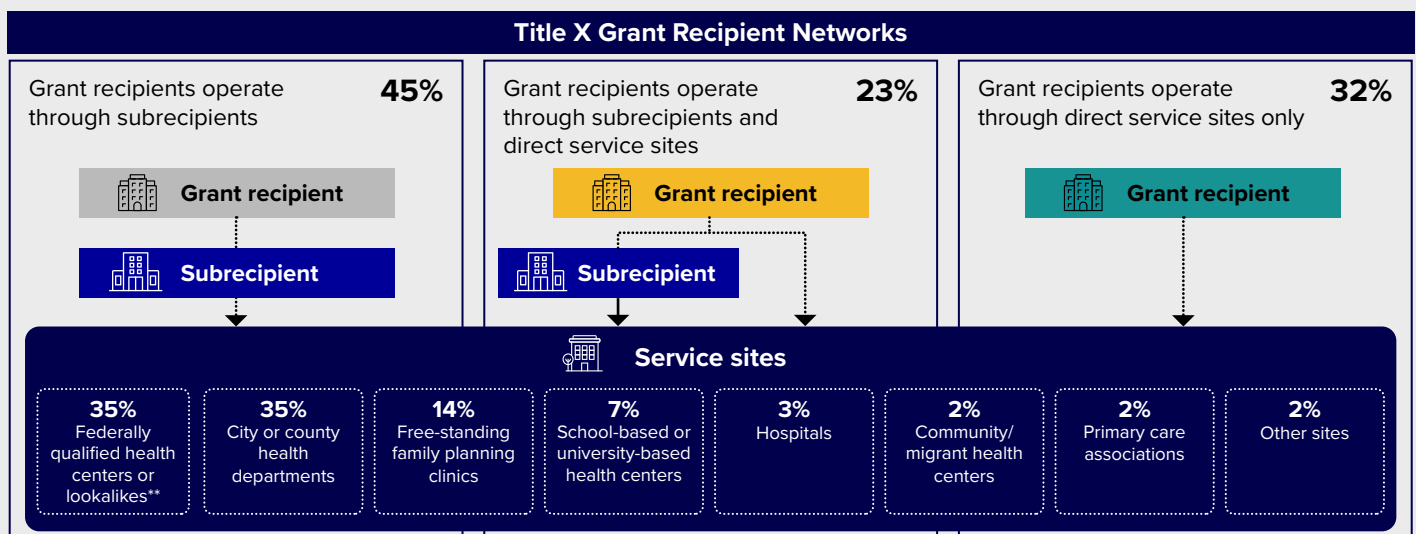 Title X Grant Recipient Networks
Grant recipients operate
through subrecipients
45%
Grant recipient
Subrecipient
Grant recipients operate
through subrecipients and
direct service sites
23%
Grant recipient
Subrecipient
Grant recipients operate
through direct service sites only
32%
Grant recipient
Service sites
35%
Federally
qualified health
centers or
lookalikes**
35%
City or county
health
departments
14%
Free-standing
family planning
clinics
7%
School-based or
university-based
health centers
3%
Hospitals
2%
Community/
migrant health
centers
2%
Primary care
associations
2%
Other sites